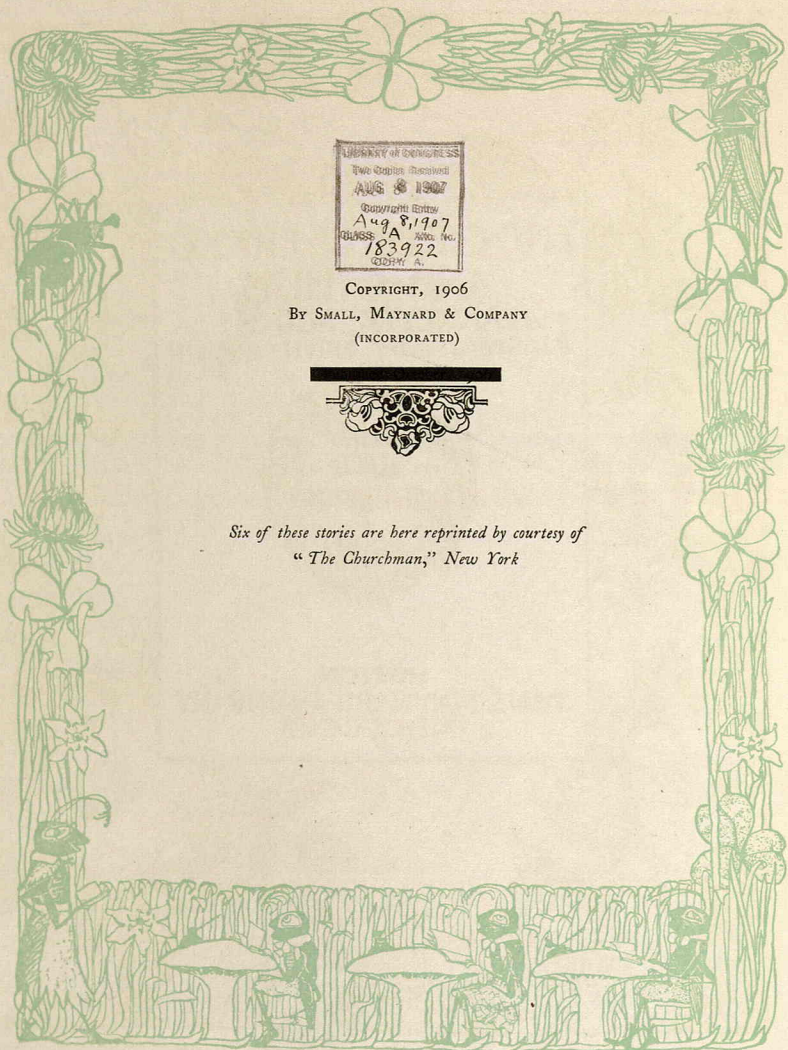 LIBRARY of CONGRESS
Two Copies Received
AUG 8 1907
Copyright Entry
Aug 8, 1907
CLASS A XXc. No.
183922
COPY A.
COPYRIGHT, 1906
BY SMALL, MAYNARD & COMPANY
(INCORPORATED)
Six of these stories are here reprinted by courtesy of
“ The Churchman,” New York